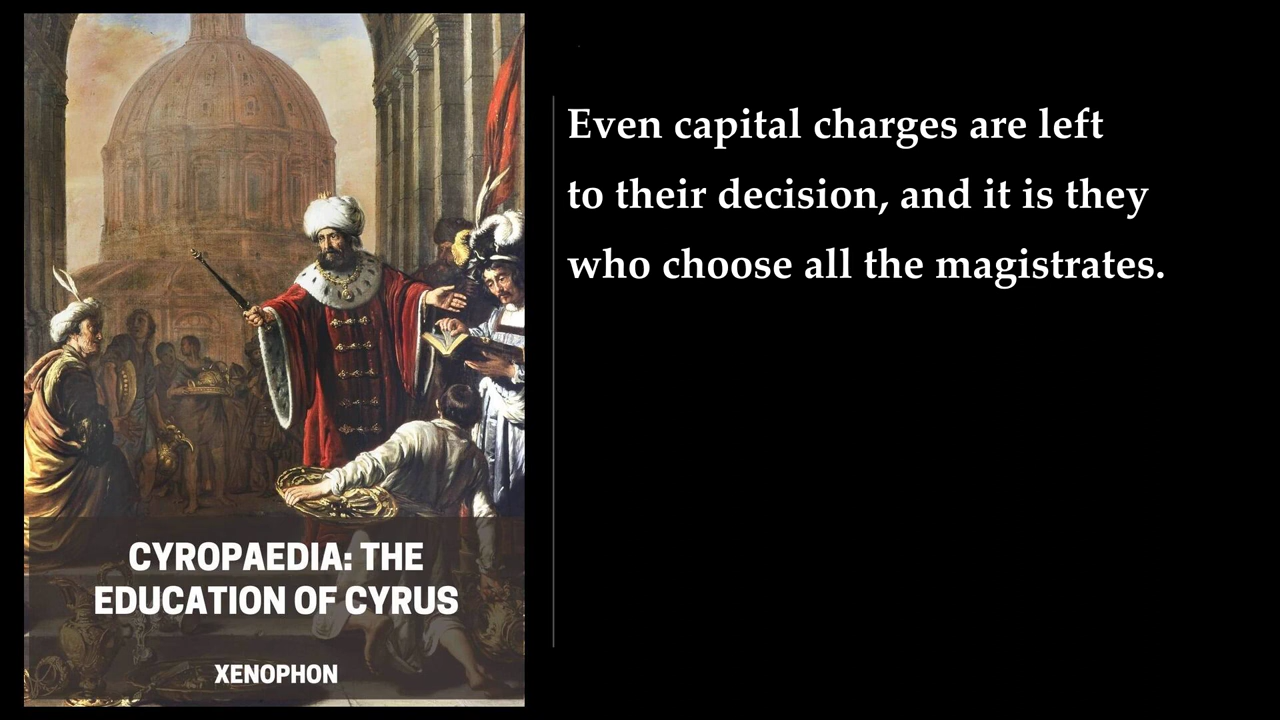 CYROPAEDIA: THE
EDUCATION OF CYRUS
XENOPHON
Even capital charges are left
to their decision, and it is they
who choose all the magistrates.